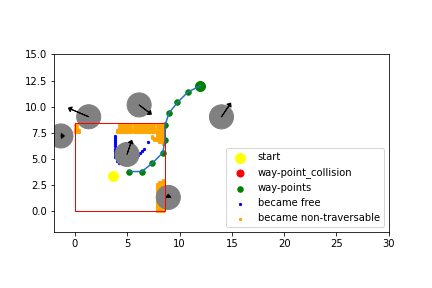 15.0
12.5
10.0
7.5
5.0
2.5
0.0
start
way-point_collision
way-points
became free
became non-traversable
0 5 10 15 20 25 30